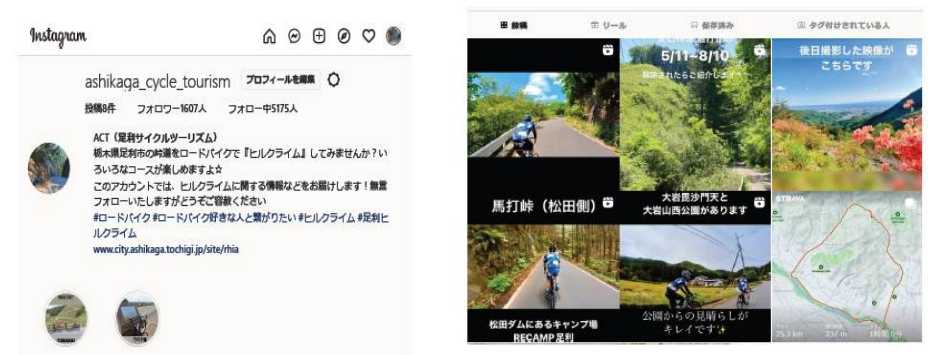 Instagram
ashikaga_cycle_tourism プロフィールを編集
投稿8件 フォロワー1607人 フォロー中5175人
ACT（足利サイクルツーリズム）
栃木県足利市の峠道をロードバイクで『ヒルクライム』してみませんか？い
ろいろなコースが楽しめますよ☆
このアカウントでは、ヒルクライムに関する情報などをお届けします！無言
フォローいたしますがどうぞご容赦ください
#ロードバイク #ロードバイク好きな人と繋がりたい #ヒルクライム #足利ヒ
ルクライム
www.city.ashikaga.tochigi.jp/site/rhia
投稿 リール 保存済み タグ付けされている人
5/11~8/10
後日撮影した映像が
こちらです
馬打峠（松田側）
大岩毘沙門天と
大岩山西公園があります
STRAVA
松田ダムにあるキャンプ場
RECAMP足利
公園からの見晴らしが
キレイです✨
25.3 km